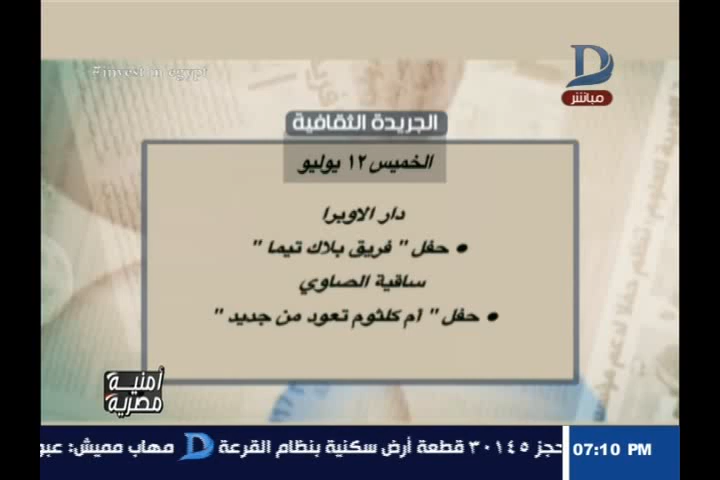 #invest in egypt
مباشر
الجريدة الثقافية
الخميس ١٢ يوليو
دار الاوبرا
• حفل " فريق بلاك تيما "
ساقية الصاوي
• حفل " أم كلثوم تعود من جديد "
أمنية
مصرية
حجز ٣٠١٤٥ قطعة أرض سكنية بنظام القرعة
مهاب مميش: عبو
07:10 PM